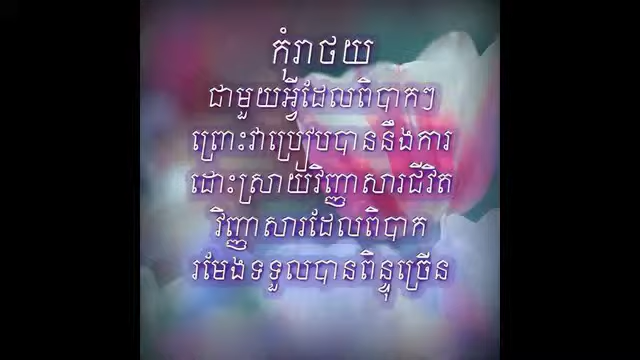 កុំរាថយ
ជាមួយអ្វីដែលពិបាកៗ
ព្រោះវាប្រៀបបាននឹងការ
ដោះស្រាយវិញ្ញាសារជីវិត
វិញ្ញាសារដែលពិបាក
រមែងទទួលបានពិន្ទុច្រើន